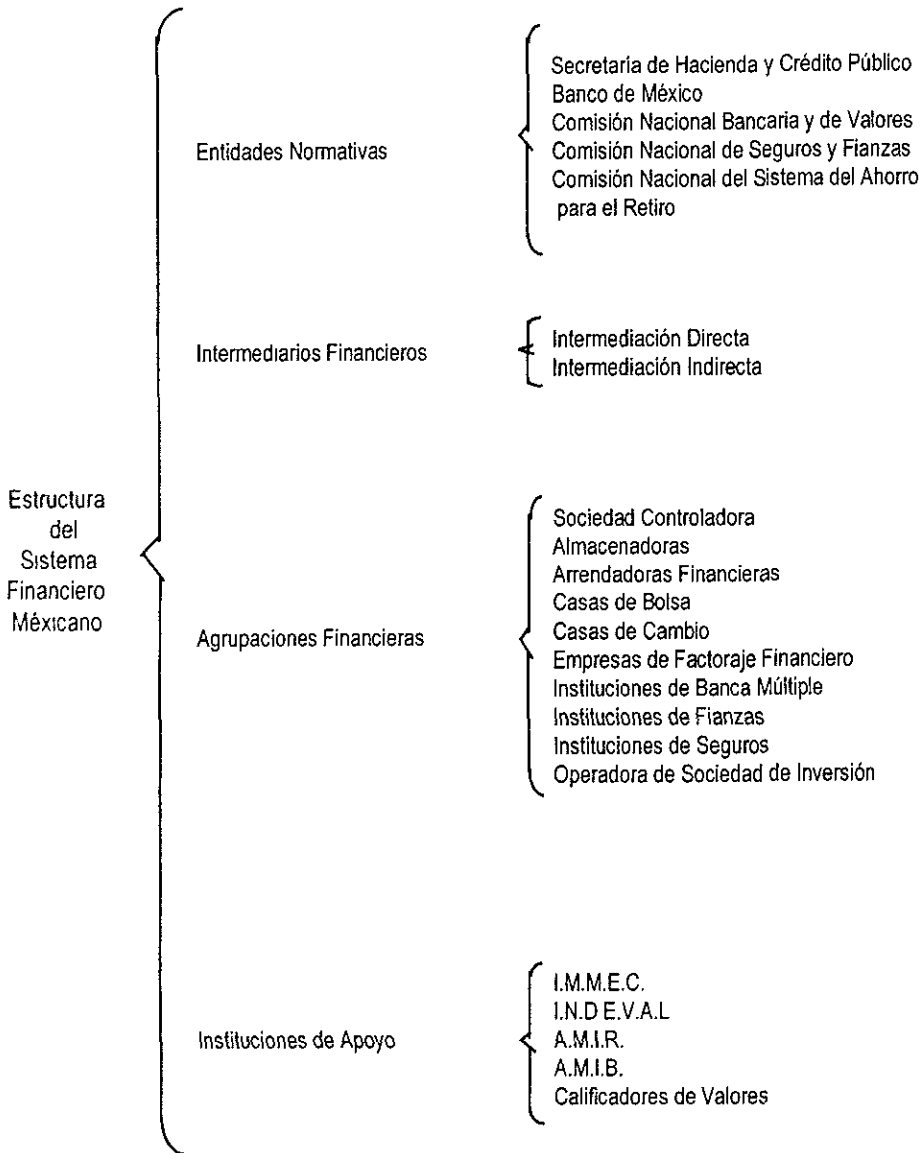 Estructura
del
Sistema
Financiero
Méxicano
Entidades Normativas
Secretaría de Hacienda y Crédito Público
Banco de México
Comisión Nacional Bancaria y de Valores
Comisión Nacional de Seguros y Fianzas
Comisión Nacional del Sistema del Ahorro
para el Retiro
Intermediarios Financieros
Intermediación Directa
Intermediación Indirecta
Agrupaciones Financieras
Sociedad Controladora
Almacenadoras
Arrendadoras Financieras
Casas de Bolsa
Casas de Cambio
Empresas de Factoraje Financiero
Instituciones de Banca Múltiple
Instituciones de Fianzas
Instituciones de Seguros
Operadora de Sociedad de Inversión
Instituciones de Apoyo
I.M.M.E.C.
I.N.D E.V.A.L
A.M.I.R.
A.M.I.B.
Calificadores de Valores